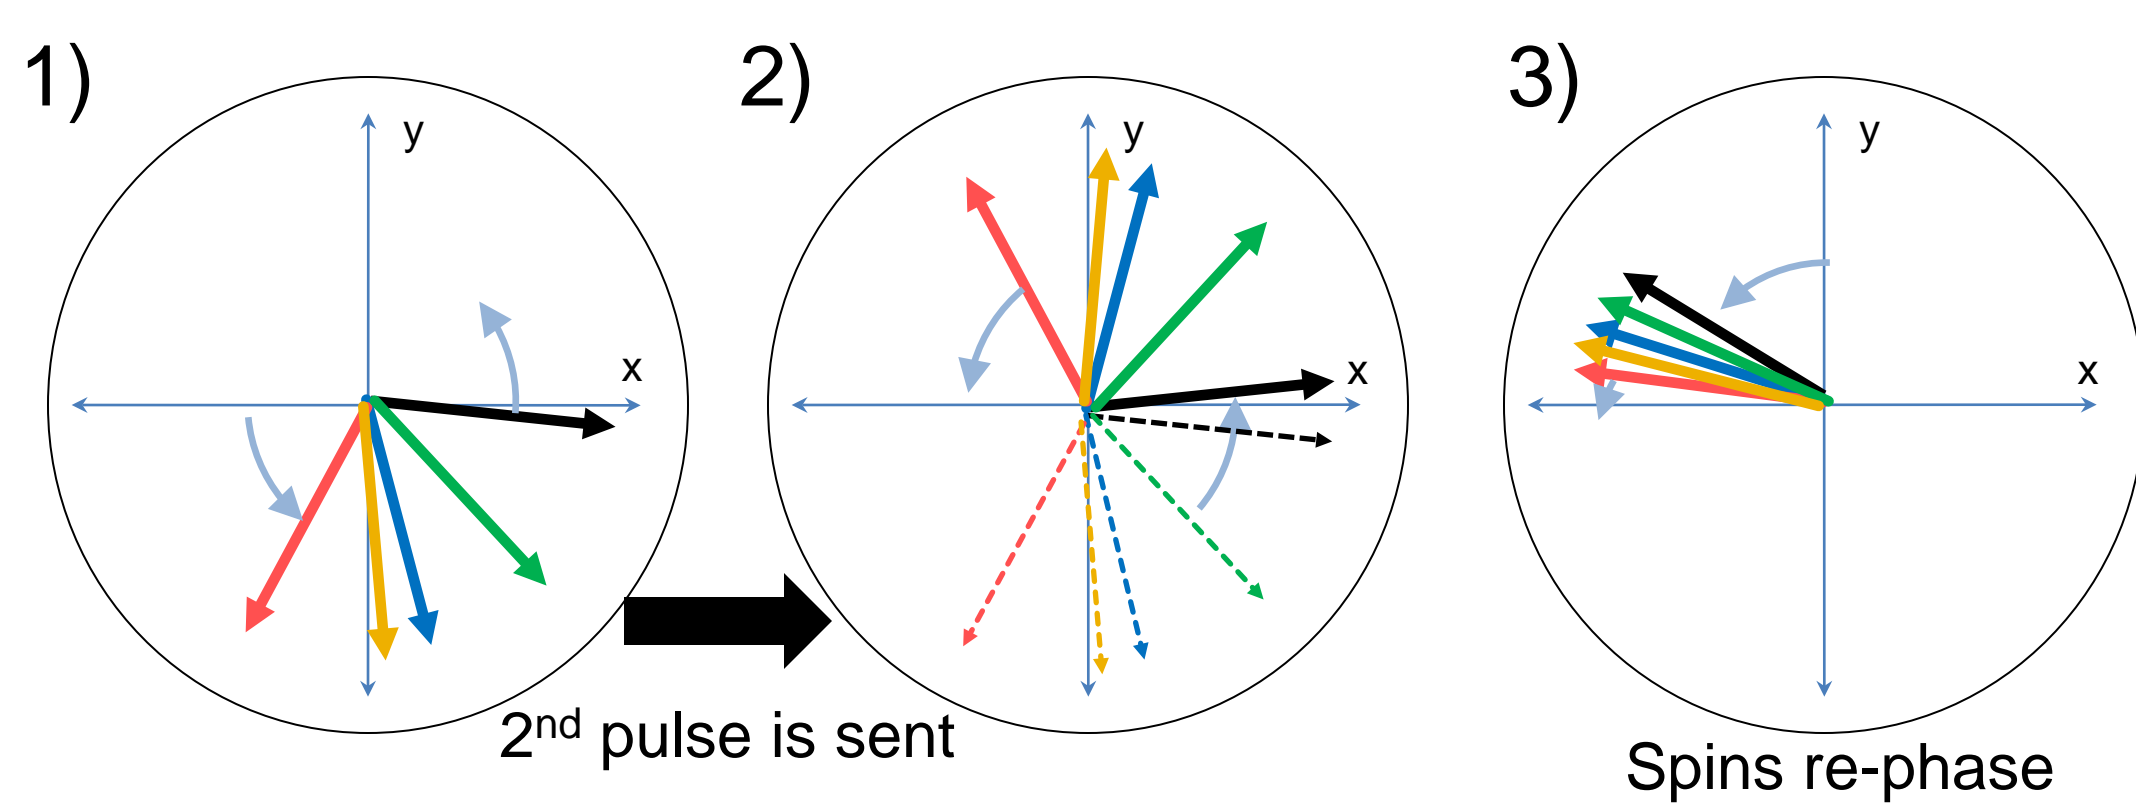 1)
2)
3)
y
y
y
x
x
x
2nd pulse is sent
Spins re-phase